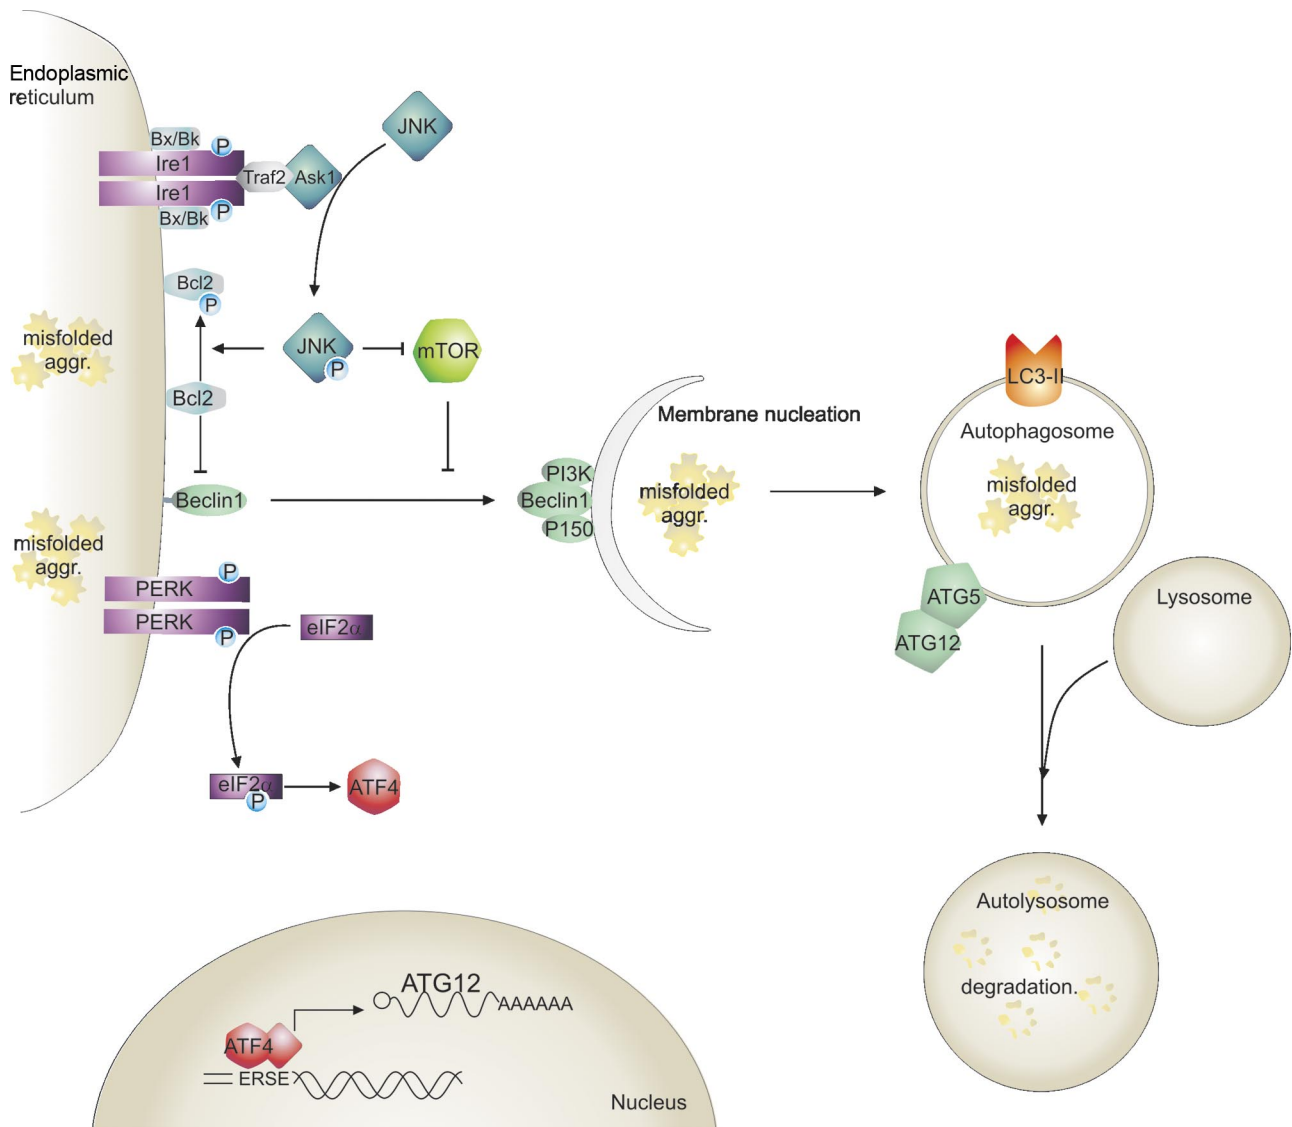 Endoplasmic
reticulum
Bx/Bk
P
Ire1
Ire1
P
Bx/Bk
Traf2
Ask1
JNK
Bcl2
P
JNK
P
mTOR
misfolded
aggr.
Bcl2
Beclin1
misfolded
aggr.
P
PERK
PERK
P
eIF2α
eIF2α
P
ATF4
PI3K
Beclin1
P150
Membrane nucleation
misfolded
aggr.
LC3-II
Autophagosome
misfolded
aggr.
ATG5
ATG12
Lysosome
Autolysosome
degradation.
ATG12
AAAAAA
ATF4
ERSE
Nucleus